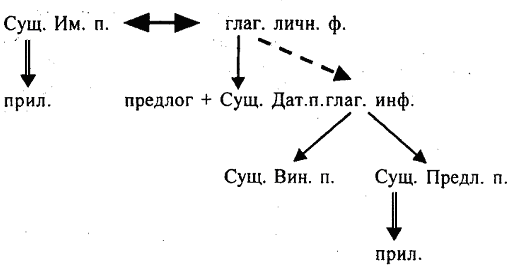 Сущ. Им. п. глаг. личн. ф.
прил. предлог + Сущ. Дат.п.глаг. инф.
Сущ. Вин. п. Сущ. Предл. п.
прил.